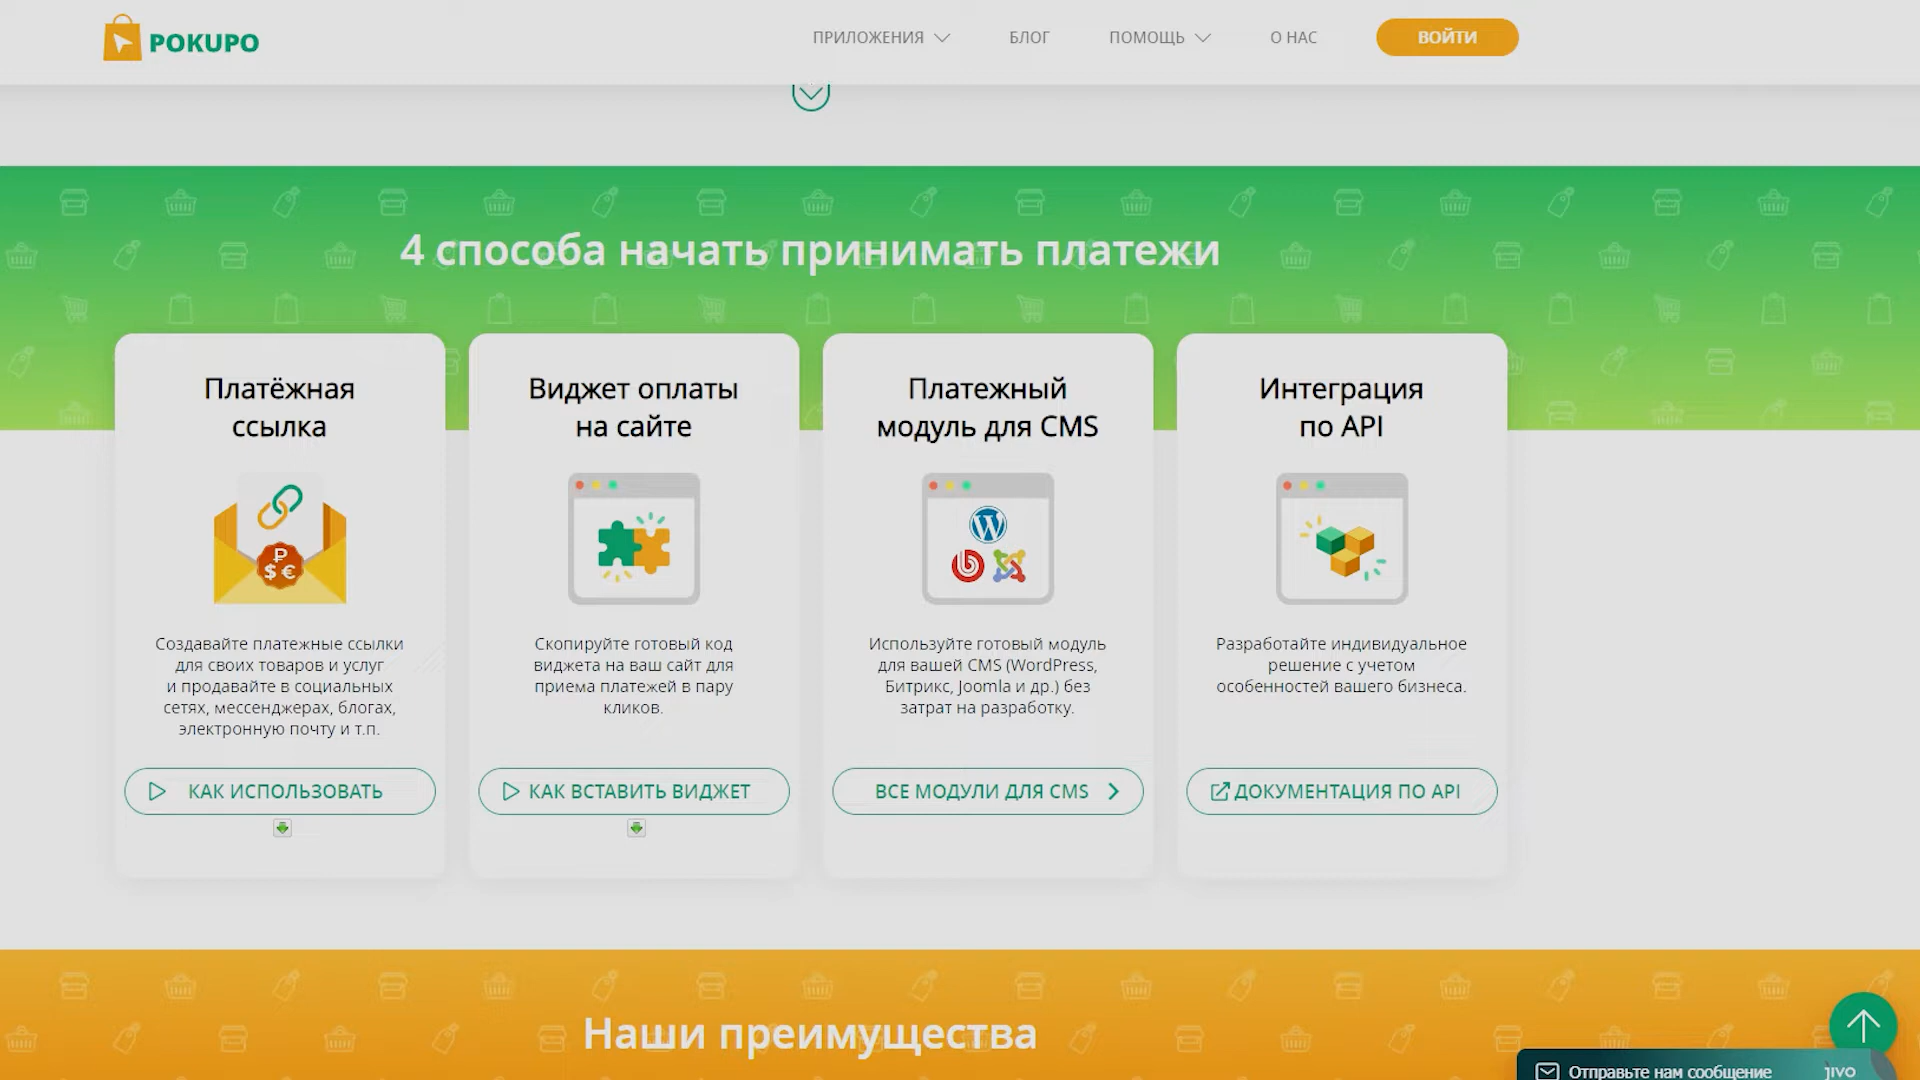 POKUPO
ПРИЛОЖЕНИЯ
БЛОГ
ПОМОЩЬ
О НАС
ВОЙТИ
4 способа начать принимать платежи
Платёжная
ссылка
₽
$ €
Создавайте платежные ссылки
для своих товаров и услуг
и продавайте в социальных
сетях, мессенджерах, блогах,
электронную почту и т.п.
КАК ИСПОЛЬЗОВАТЬ
Виджет оплаты
на сайте
Скопируйте готовый код
виджета на ваш сайт для
приема платежей в пару
кликов.
КАК ВСТАВИТЬ ВИДЖЕТ
Платежный
модуль для CMS
Используйте готовый модуль
для вашей CMS (WordPress,
Битрикс, Joomla и др.) без
затрат на разработку.
ВСЕ МОДУЛИ ДЛЯ CMS
Интеграция
по API
Разработайте индивидуальное
решение с учетом
особенностей вашего бизнеса.
ДОКУМЕНТАЦИЯ ПО API
Наши преимущества
Отправьте нам сообщение
jivo